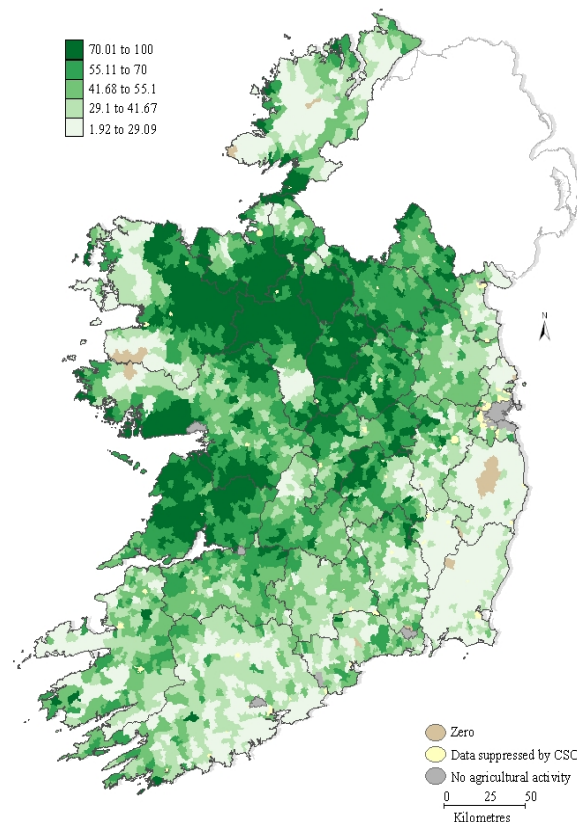 70.01 to 100
55.11 to 70
41.68 to 55.1
29.1 to 41.67
1.92 to 29.09
N
Zero
Data suppressed by CSO
No agricultural activity
0 25 50
Kilometres